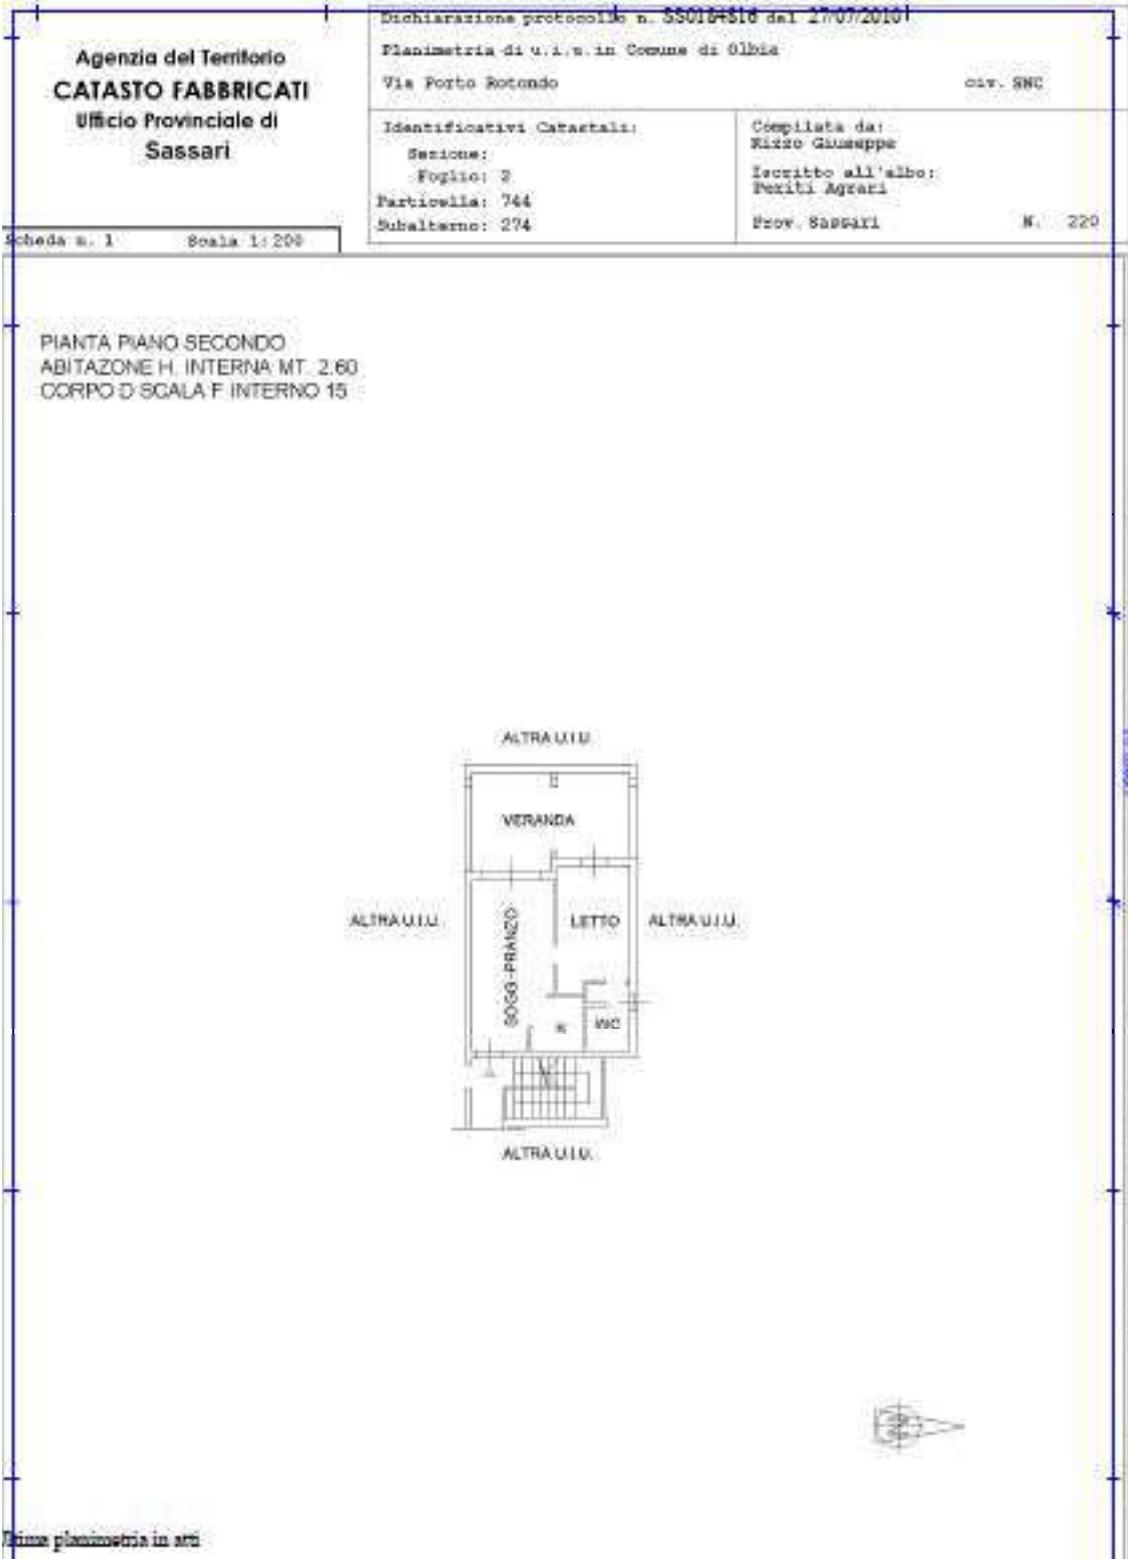 Agenzia del Territorio
CATASTO FABBRICATI
Ufficio Provinciale di
Sassari
Dichiarazione protocollo n. SS0184816 del 27/07/2010
Planimetria di u.i.u. in Comune di Olbia
Via Porto Rotondo civ. SNC
Identificativi Catastali:
Sezione:
Foglio: 2
Particella: 744
Subalterno: 274
Compilata da:
Rizzo Giuseppe
Iscritto all'albo:
Periti Agrari
Prov. Sassari N. 220
Scheda n. 1 Scala 1:200
PIANTA PIANO SECONDO
ABITAZONE H. INTERNA MT. 2.60
CORPO D SCALA F INTERNO 15
ALTRA U.I.U.
VERANDA
ALTRA U.I.U.
SOGG-PRANZO
LETTO
ALTRA U.I.U.
K
WC
ALTRA U.I.U.
planimetria in atti